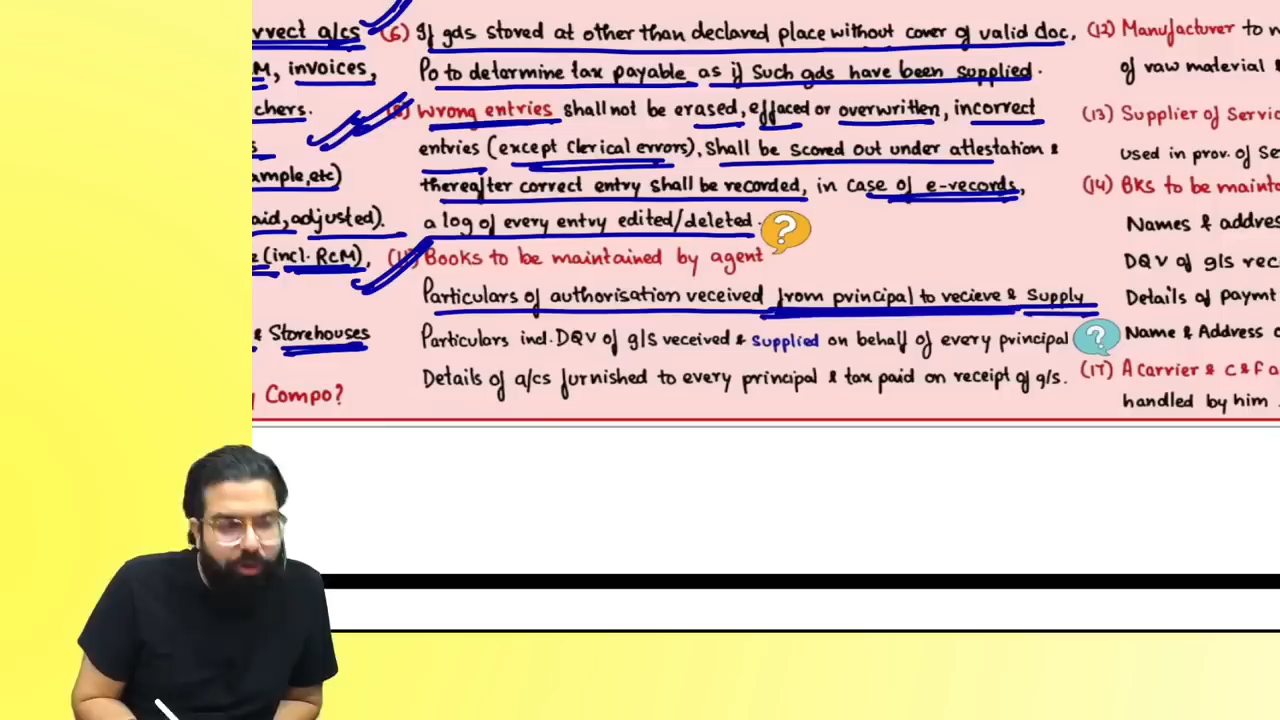 rrect a/cs
M, invoices,
chers.
s
ample, etc)
aid, adjusted).
e (incl. RCM),
& Storehouses
y Compo?
(6) If gds stored at other than declared place without cover of valid doc,
Po to determine tax payable as if such gds have been supplied.
(8) Wrong entries shall not be erased, effaced or overwritten, incorrect
entries (except clerical errors), shall be scored out under attestation &
thereafter correct entry shall be recorded, in case of e-records,
a log of every entry edited/deleted.
?
Books to be maintained by agent
Particulars of authorisation received from principal to recieve & supply
Particulars incl. DQV of g/s received & supplied on behalf of every principal
?
Details of a/cs furnished to every principal & tax paid on receipt of g/s.
(12) Manufacturer to
of raw material &
(13) Supplier of Servic
used in prov. of Se
(14) BKs to be mainta
Names & addres
DQV of g/s rec
Details of paymt
Name & Address
(17) A carrier & C & F a
handled by him.